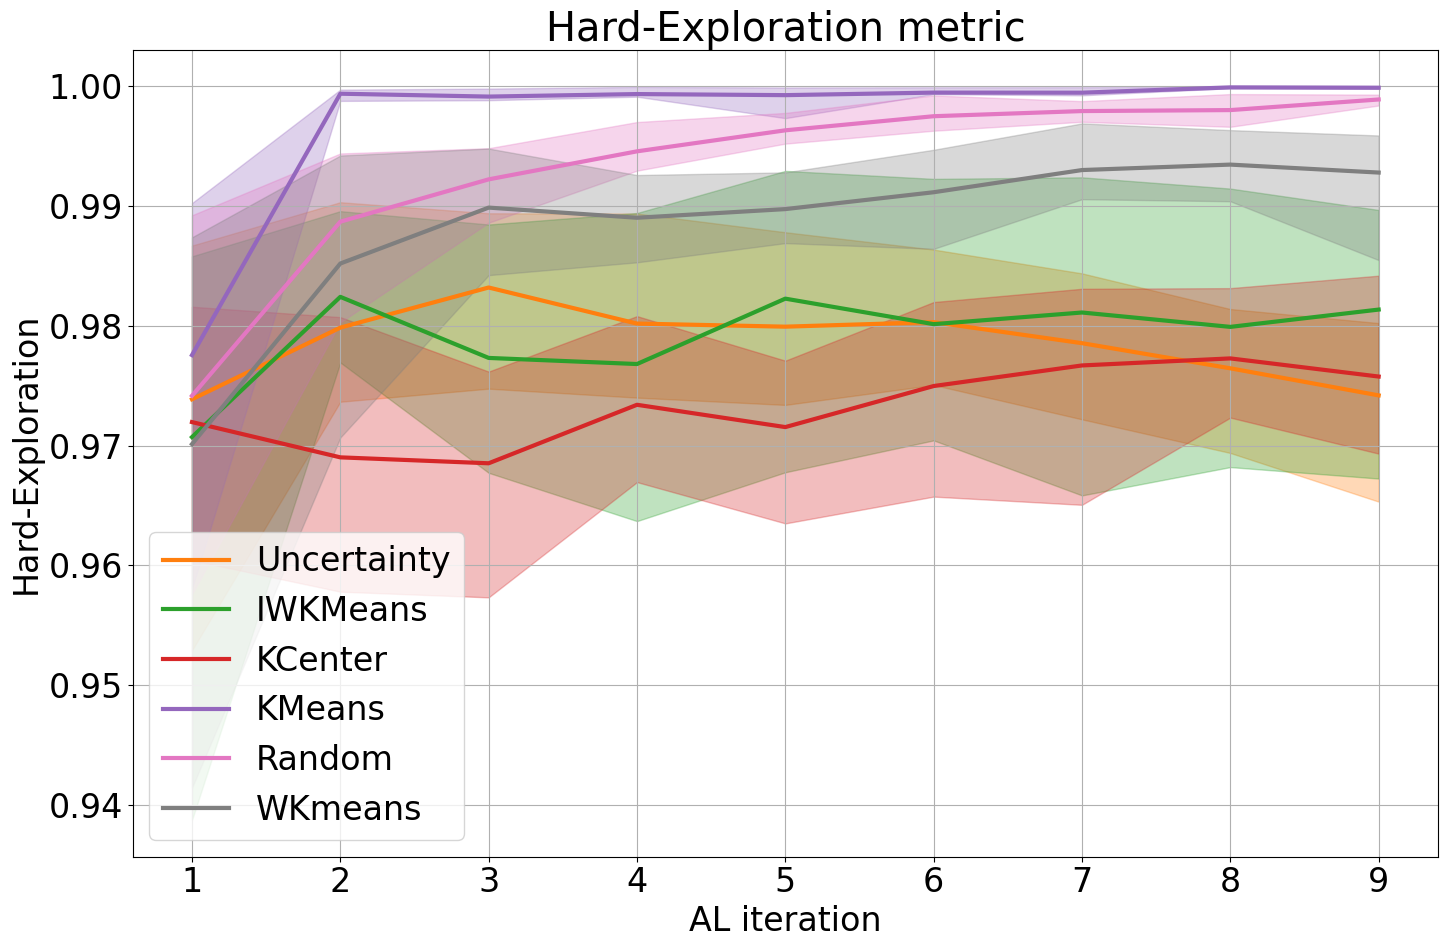 Hard-Exploration metric
Hard-Exploration
1.00
0.99
0.98
0.97
0.96
0.95
0.94
Uncertainty
IWKMeans
KCenter
KMeans
Random
WKmeans
1 2 3 4 5 6 7 8 9
AL iteration